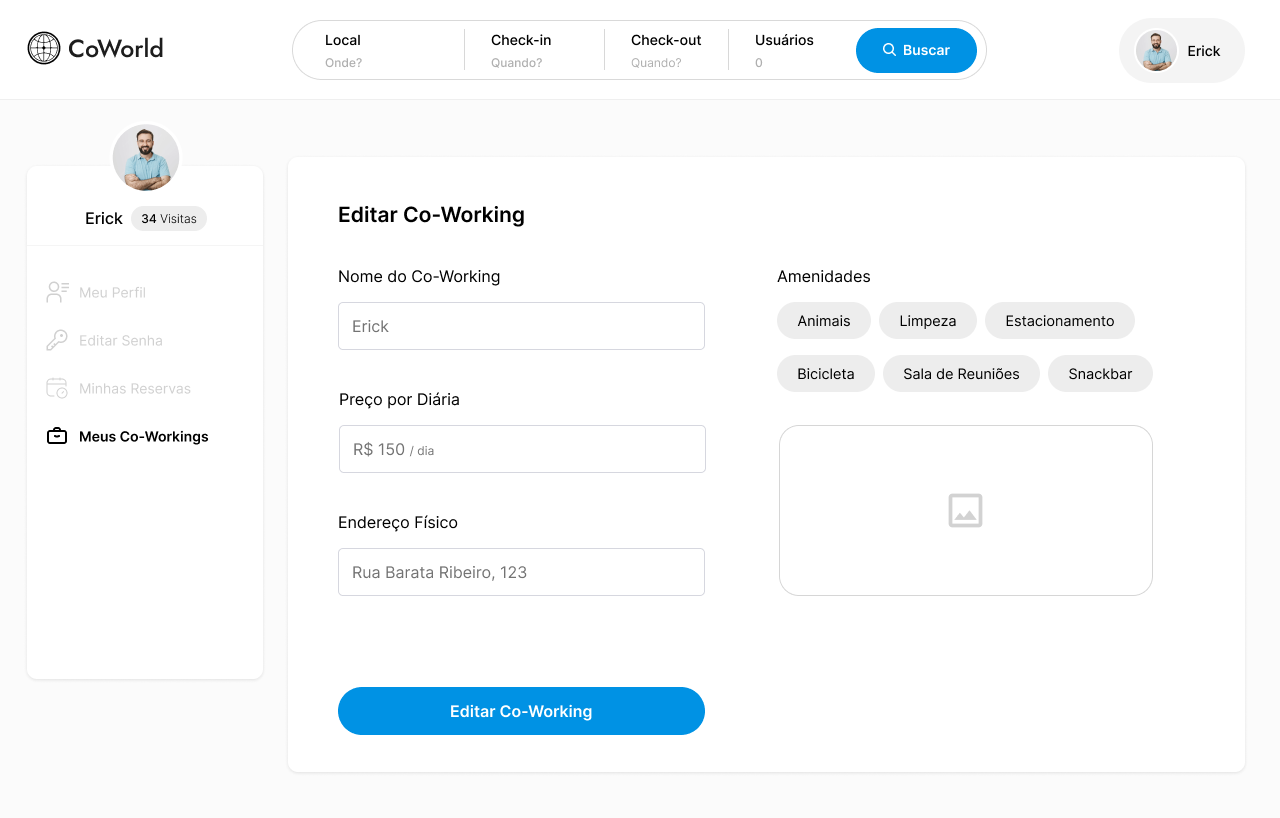 CoWorld
Local
Onde?
Check-in
Quando?
Check-out
Quando?
Usuários
0
Buscar
Erick
Erick
34 Visitas
Meu Perfil
Editar Senha
Minhas Reservas
Meus Co-Workings
Editar Co-Working
Nome do Co-Working
Erick
Preço por Diária
R$ 150 / dia
Endereço Físico
Rua Barata Ribeiro, 123
Editar Co-Working
Amenidades
Animais
Limpeza
Estacionamento
Bicicleta
Sala de Reuniões
Snackbar